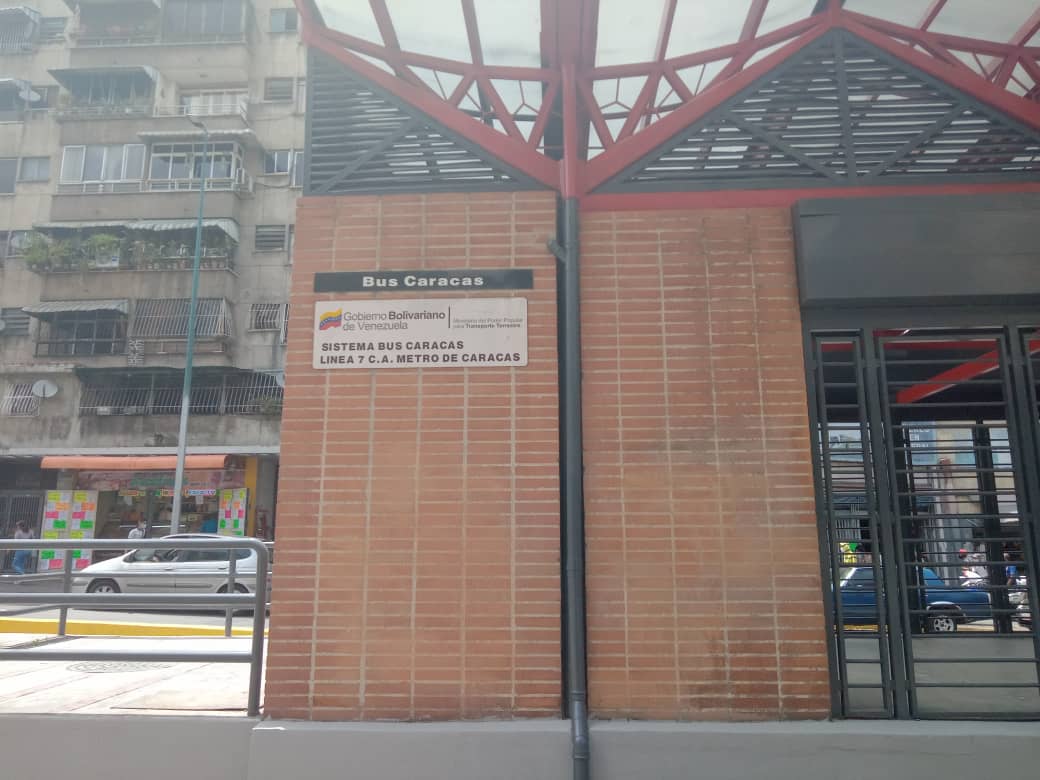 Bus Caracas
Gobierno Bolivariano
de Venezuela
Ministerio del Poder Popular
para Transporte Terrestre
SISTEMA BUS CARACAS
LINEA 7 C.A. METRO DE CARACAS